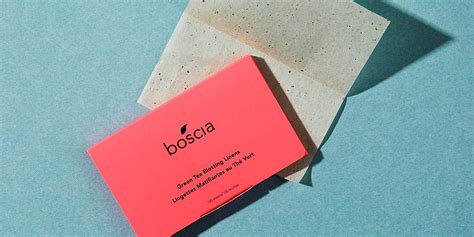 boscia
Green Tea Blotting Linens
Lingettes Matifiantes au Thé Vert